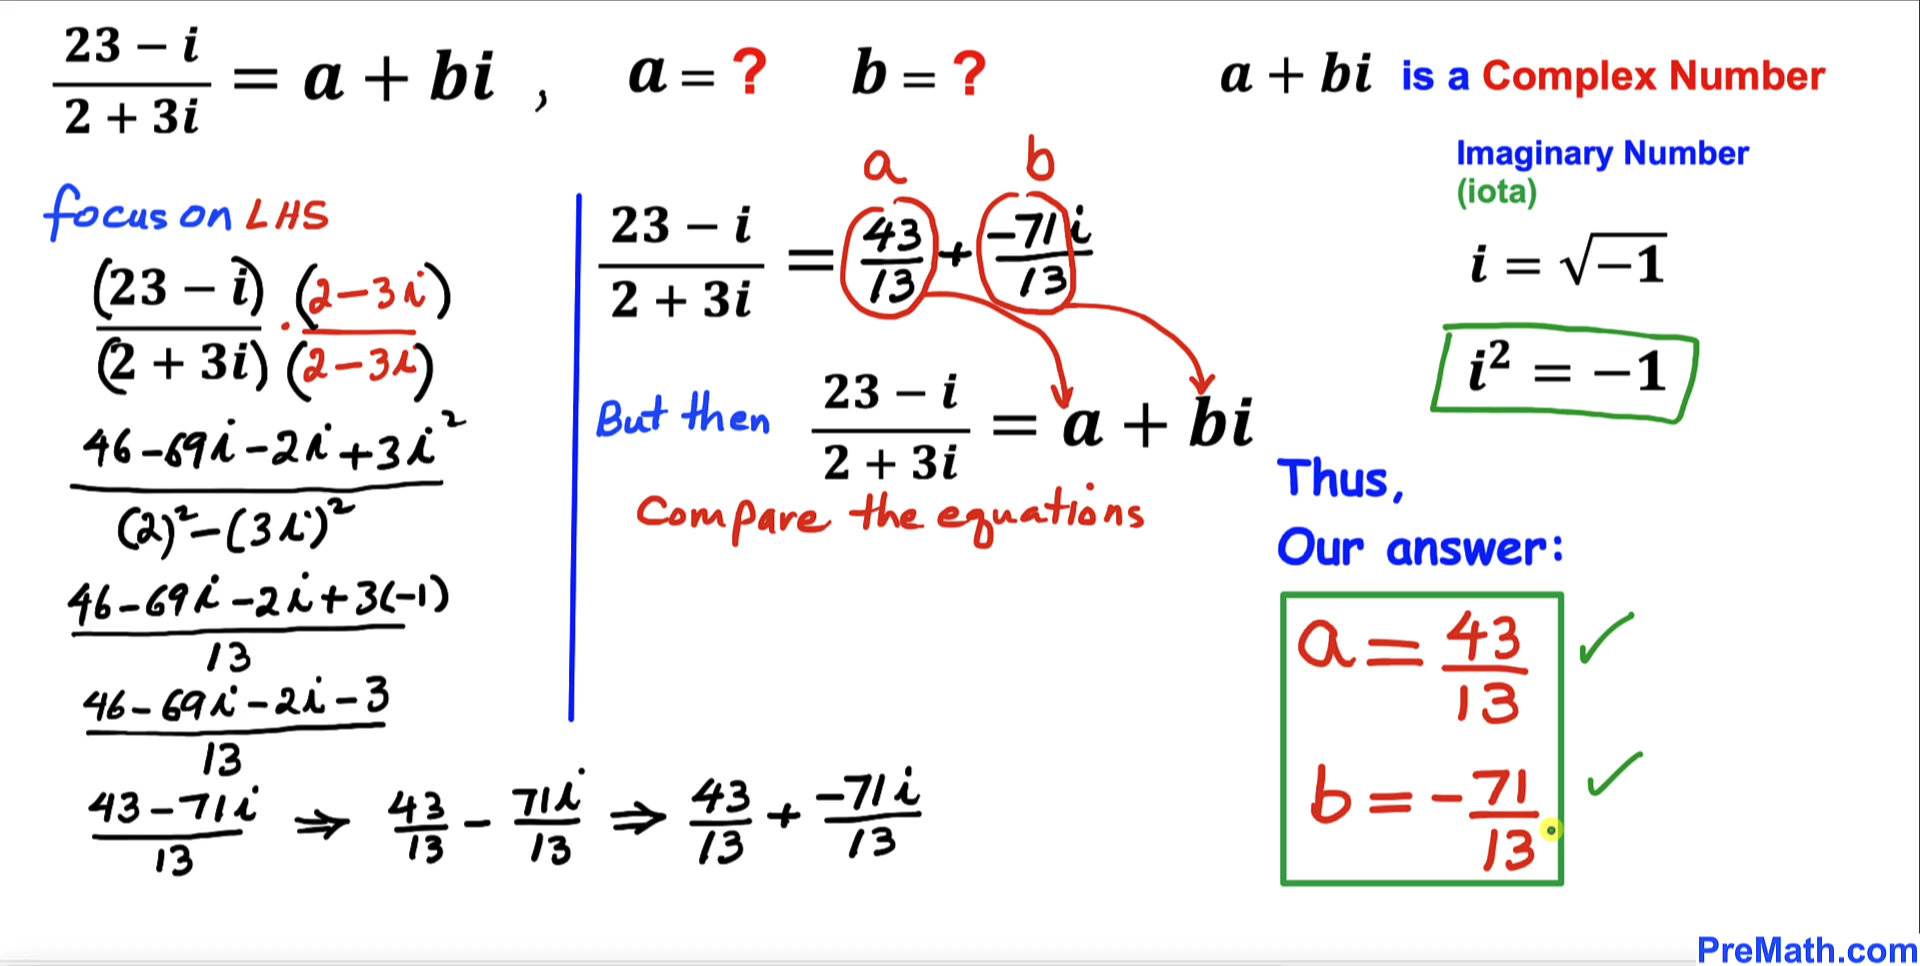 (23 − i)/(2 + 3i) = a + bi , a = ? b = ?
a + bi is a Complex Number
Imaginary Number
(iota)
i = √−1
i² = −1
focus on LHS
(23 − i)/(2 + 3i) · (2−3i)/(2−3i)
(46−69i−2i+3i²)/((2)²−(3i)²)
(46−69i−2i+3(−1))/13
(46−69i−2i−3)/13
(43−71i)/13 ⇒ 43/13 − 71i/13 ⇒ 43/13 + −71i/13
a b
(23 − i)/(2 + 3i) = 43/13 + −71i/13
But then (23 − i)/(2 + 3i) = a + bi
Compare the equations
Thus,
Our answer:
a = 43/13 ✓
b = −71/13 ✓
PreMath.com